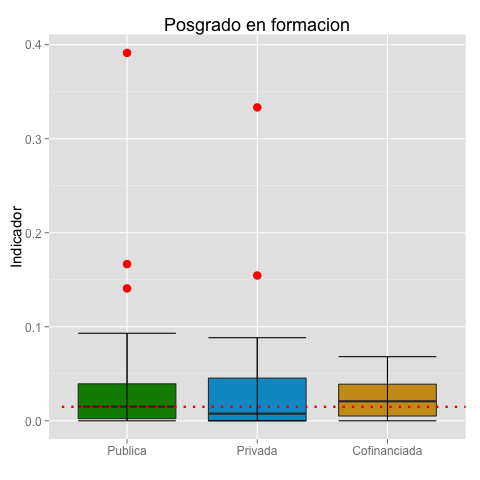 Posgrado en formacion
Indicador
0.4
0.3
0.2
0.1
0.0
Publica
Privada
Cofinanciada